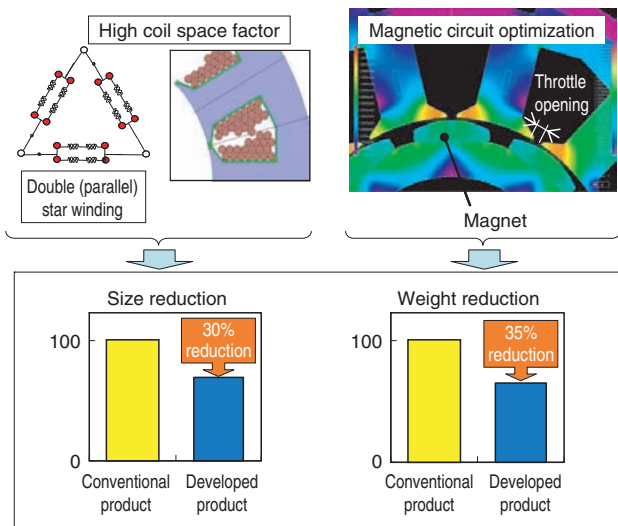 High coil space factor
Double (parallel)
star winding
Magnetic circuit optimization
Throttle
opening
Magnet
Size reduction
100
0
30%
reduction
Conventional
product
Developed
product
Weight reduction
100
0
35%
reduction
Conventional
product
Developed
product